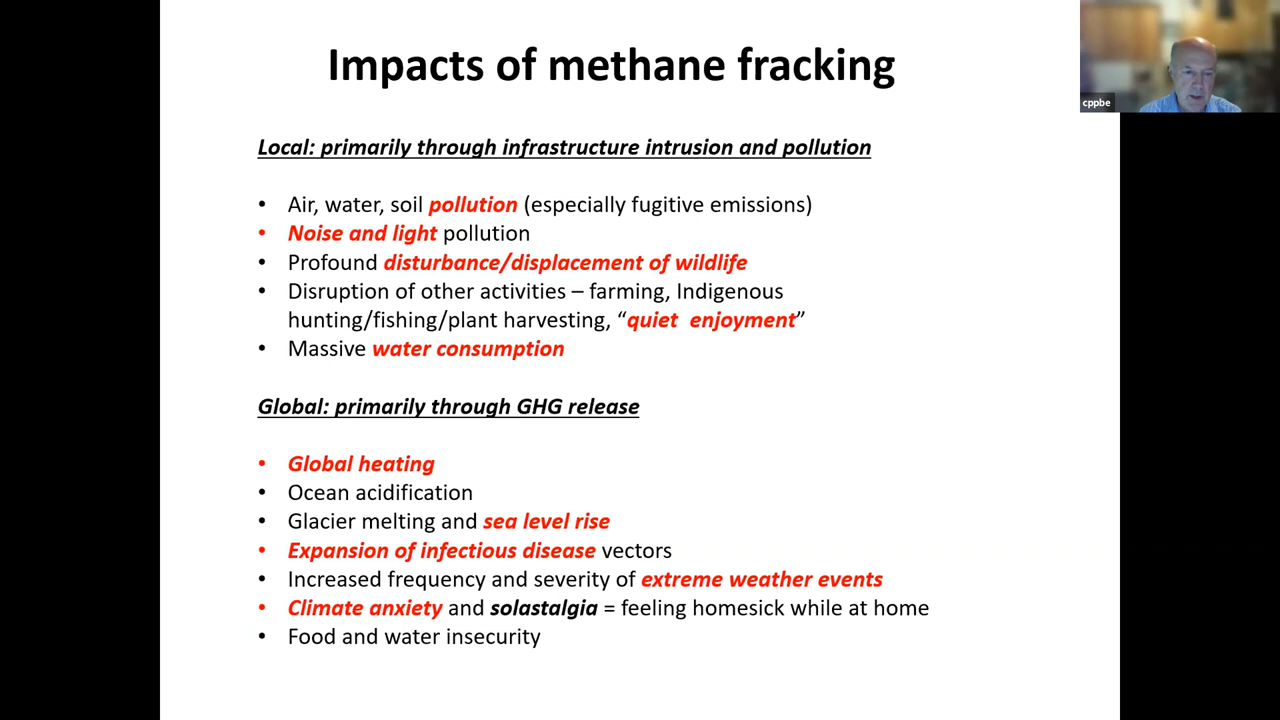 Impacts of methane fracking
cppbe
Local: primarily through infrastructure intrusion and pollution
• Air, water, soil pollution (especially fugitive emissions)
• Noise and light pollution
• Profound disturbance/displacement of wildlife
• Disruption of other activities – farming, Indigenous
hunting/fishing/plant harvesting, “quiet  enjoyment”
• Massive water consumption
Global: primarily through GHG release
• Global heating
• Ocean acidification
• Glacier melting and sea level rise
• Expansion of infectious disease vectors
• Increased frequency and severity of extreme weather events
• Climate anxiety and solastalgia = feeling homesick while at home
• Food and water insecurity